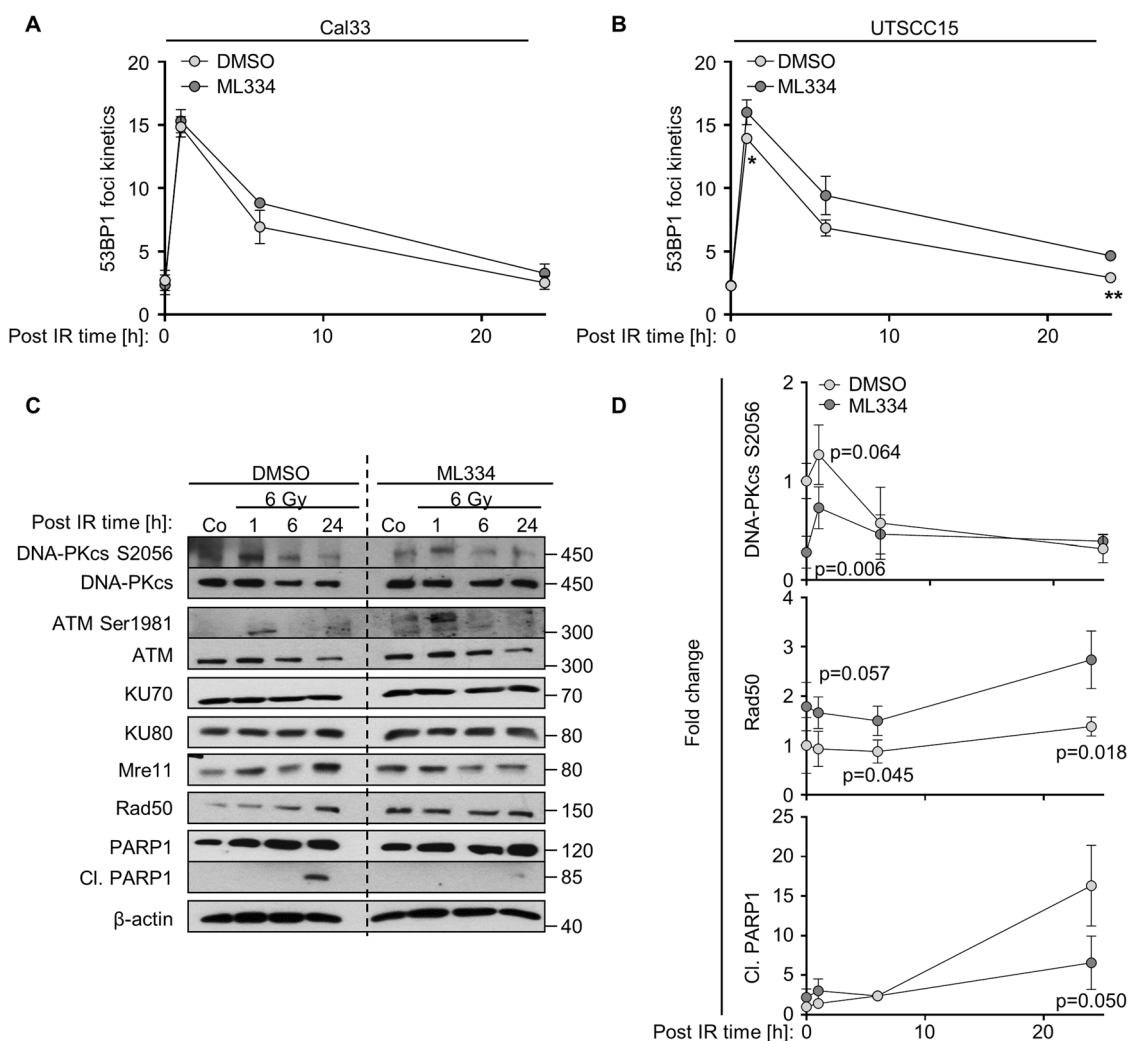 A
Cal33
DMSO
ML334
53BP1 foci kinetics
20
15
10
5
0
Post IR time [h]: 0 10 20
B
UTSCC15
DMSO
ML334
53BP1 foci kinetics
20
15
10
5
0
*
**
Post IR time [h]: 0 10 20
C
DMSO ML334
6 Gy 6 Gy
Post IR time [h]: Co 1 6 24 Co 1 6 24
DNA-PKcs S2056 450
DNA-PKcs 450
ATM Ser1981 300
ATM 300
KU70 70
KU80 80
Mre11 80
Rad50 150
PARP1 120
Cl. PARP1 85
β-actin 40
D
DMSO
ML334
Fold change
DNA-PKcs S2056
2
1
0
p=0.064
p=0.006
Rad50
4
3
2
1
0
p=0.057
p=0.045
p=0.018
Cl. PARP1
25
20
15
10
5
0
p=0.050
Post IR time [h]: 0 10 20